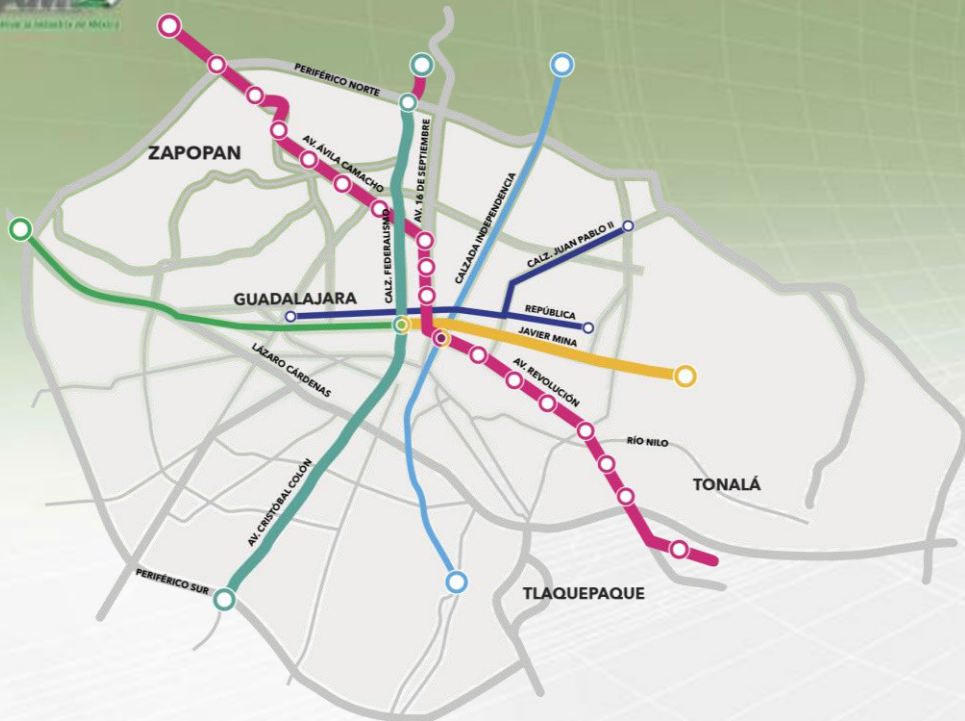 PERIFÉRICO NORTE
ZAPOPAN
AV. ÁVILA CAMACHO
AV. 16 DE SEPTIEMBRE
CALZADA INDEPENDENCIA
CALZ. FEDERALISMO
CALZ. JUAN PABLO II
GUADALAJARA
REPÚBLICA
JAVIER MINA
LÁZARO CÁRDENAS
AV. REVOLUCIÓN
RÍO NILO
TONALÁ
AV. CRISTÓBAL COLÓN
PERIFÉRICO SUR
TLAQUEPAQUE